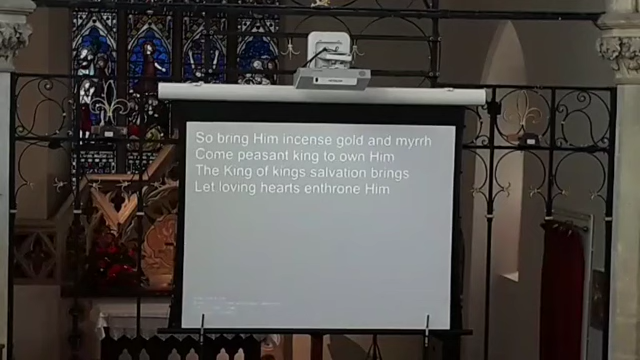 So bring Him incense gold and myrrh
Come peasant king to own Him
The King of kings salvation brings
Let loving hearts enthrone Him